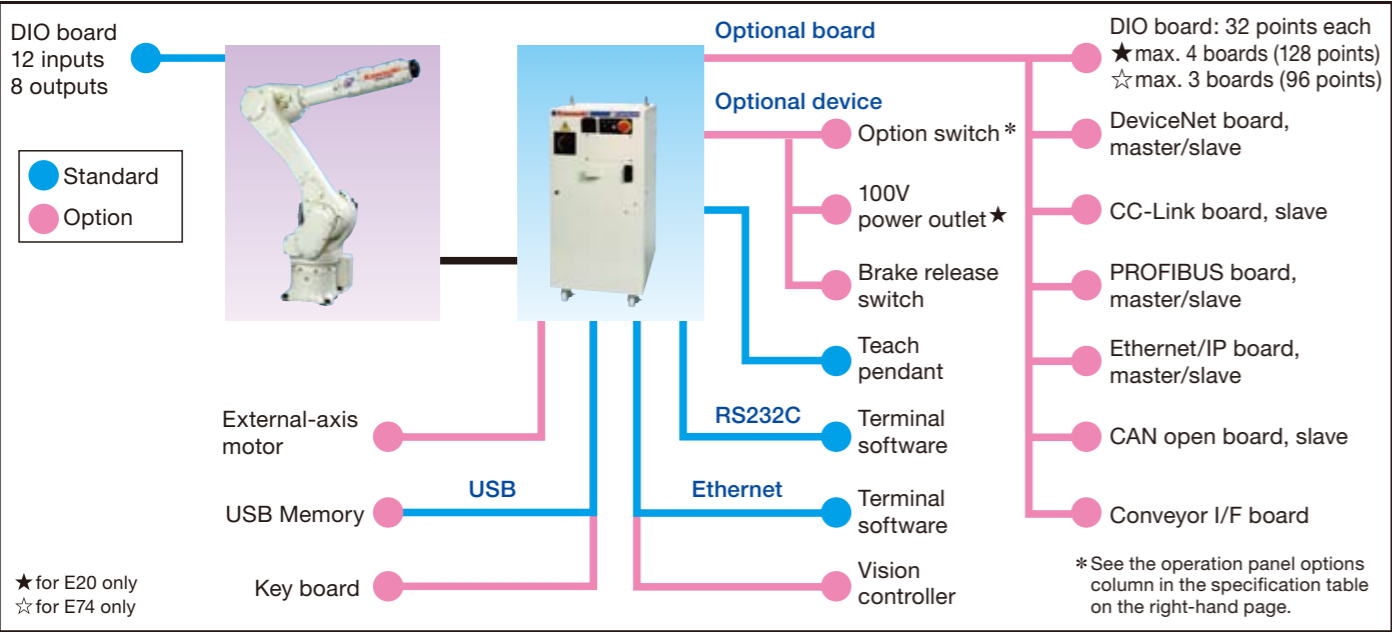 DIO board
12 inputs
8 outputs
Standard
Option
Optional board
Optional device
Option switch*
100V
power outlet★
Brake release
switch
Teach
pendant
RS232C
Terminal
software
Ethernet
Terminal
software
Vision
controller
External-axis
motor
USB
USB Memory
Key board
DIO board: 32 points each
★max. 4 boards (128 points)
☆max. 3 boards (96 points)
DeviceNet board,
master/slave
CC-Link board, slave
PROFIBUS board,
master/slave
Ethernet/IP board,
master/slave
CAN open board, slave
Conveyor I/F board
★for E20 only
☆for E74 only
*See the operation panel options
column in the specification table
on the right-hand page.